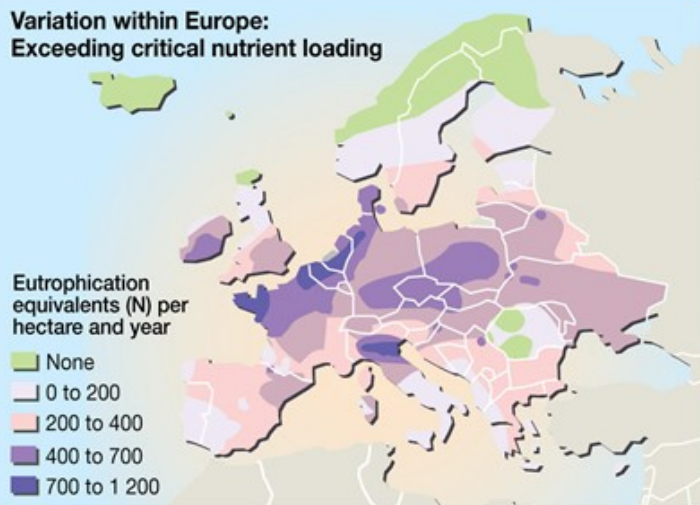 Variation within Europe:
Exceeding critical nutrient loading
Eutrophication
equivalents (N) per
hectare and year
None
0 to 200
200 to 400
400 to 700
700 to 1 200